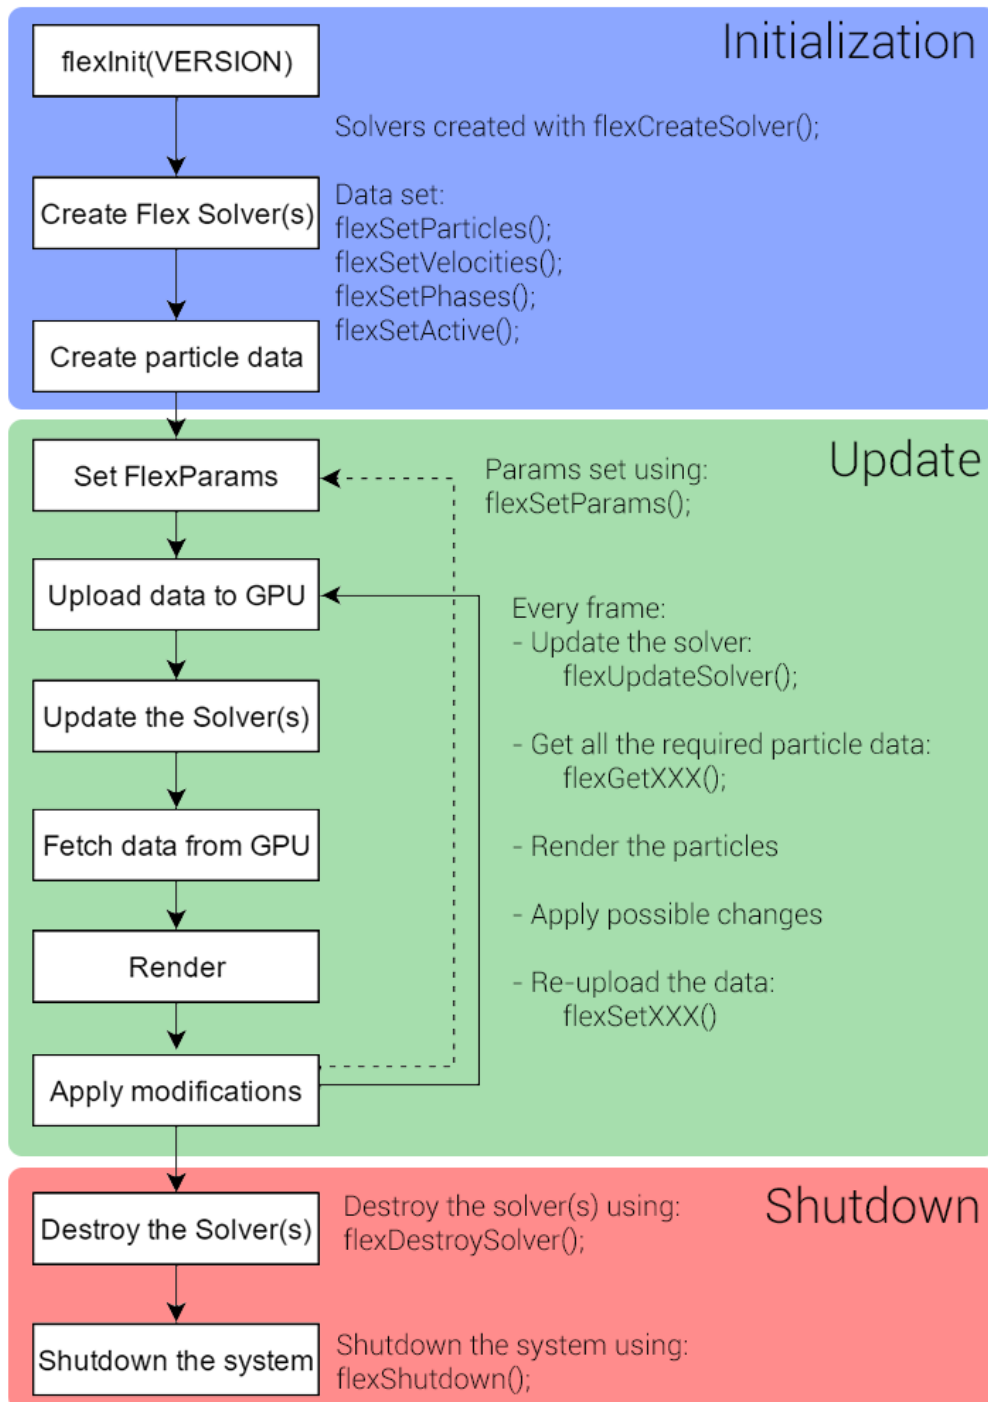 Initialization
flexInit(VERSION)
Solvers created with flexCreateSolver();
Create Flex Solver(s)
Data set:
flexSetParticles();
flexSetVelocities();
flexSetPhases();
flexSetActive();
Create particle data
Update
Set FlexParams
Params set using:
flexSetParams();
Upload data to GPU
Every frame:
- Update the solver:
flexUpdateSolver();
Update the Solver(s)
- Get all the required particle data:
flexGetXXX();
Fetch data from GPU
- Render the particles
- Apply possible changes
Render
- Re-upload the data:
flexSetXXX()
Apply modifications
Shutdown
Destroy the Solver(s)
Destroy the solver(s) using:
flexDestroySolver();
Shutdown the system
Shutdown the system using:
flexShutdown();